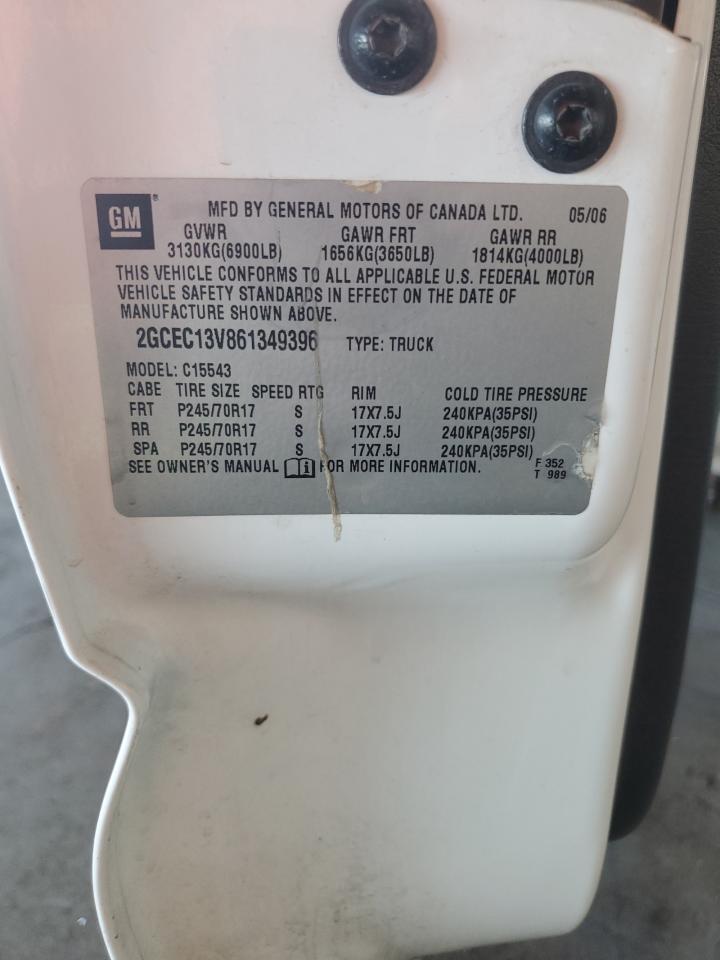 GM ® MFD BY GENERAL MOTORS OF CANADA LTD. 05/06
GVWR GAWR FRT GAWR RR
3130KG(6900LB) 1656KG(3650LB) 1814KG(4000LB)
THIS VEHICLE CONFORMS TO ALL APPLICABLE U.S. FEDERAL MOTOR
VEHICLE SAFETY STANDARDS IN EFFECT ON THE DATE OF
MANUFACTURE SHOWN ABOVE.
2GCEC13V861349396 TYPE: TRUCK
MODEL: C15543
CABE TIRE SIZE SPEED RTG RIM COLD TIRE PRESSURE
FRT P245/70R17 S 17X7.5J 240KPA(35PSI)
RR P245/70R17 S 17X7.5J 240KPA(35PSI)
SPA P245/70R17 S 17X7.5J 240KPA(35PSI)
SEE OWNER'S MANUAL i FOR MORE INFORMATION. F 352
T 989